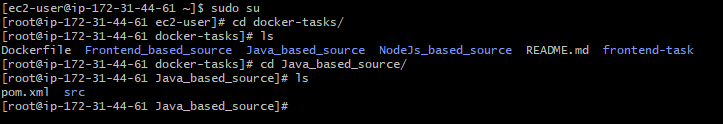 [ec2-user@ip-172-31-44-61 ~]$ sudo su
[root@ip-172-31-44-61 ec2-user]# cd docker-tasks/
[root@ip-172-31-44-61 docker-tasks]# ls
Dockerfile  Frontend_based_source  Java_based_source  NodeJs_based_source  README.md  frontend-task
[root@ip-172-31-44-61 docker-tasks]# cd Java_based_source/
[root@ip-172-31-44-61 Java_based_source]# ls
pom.xml  src
[root@ip-172-31-44-61 Java_based_source]#